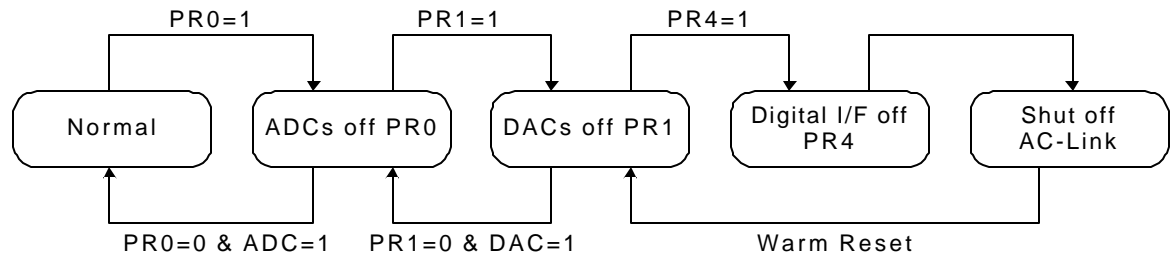 PR0=1
PR1=1
PR4=1
Normal
ADCs off PR0
DACs off PR1
Digital I/F off
PR4
Shut off
AC-Link
PR0=0 & ADC=1
PR1=0 & DAC=1
Warm Reset